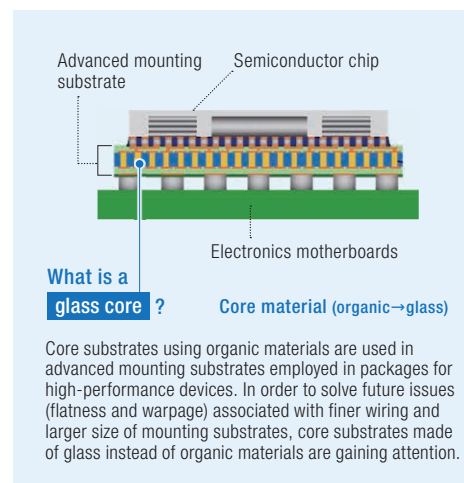 Advanced mounting substrate
Semiconductor chip
Electronics motherboards
What is a
glass core ?
Core material (organic→glass)
Core substrates using organic materials are used in
advanced mounting substrates employed in packages for
high-performance devices. In order to solve future issues
(flatness and warpage) associated with finer wiring and
larger size of mounting substrates, core substrates made
of glass instead of organic materials are gaining attention.